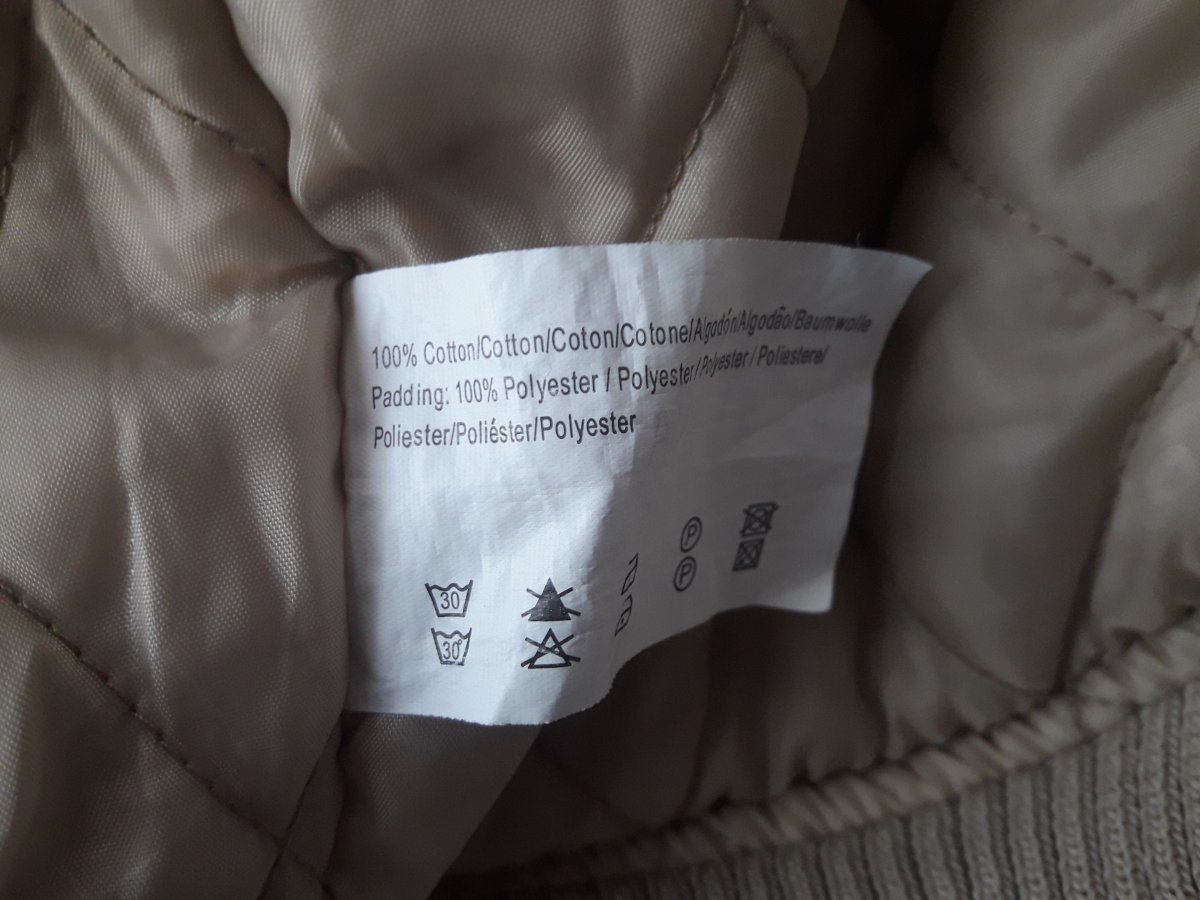 100% Cotton/Cotton/Coton/Cotone/Algodón/Algodão/Baumwolle
Padding: 100% Polyester / Polyester/Polyester / Poliestere/
Poliester/Poliéster/Polyester
30 P
30° P